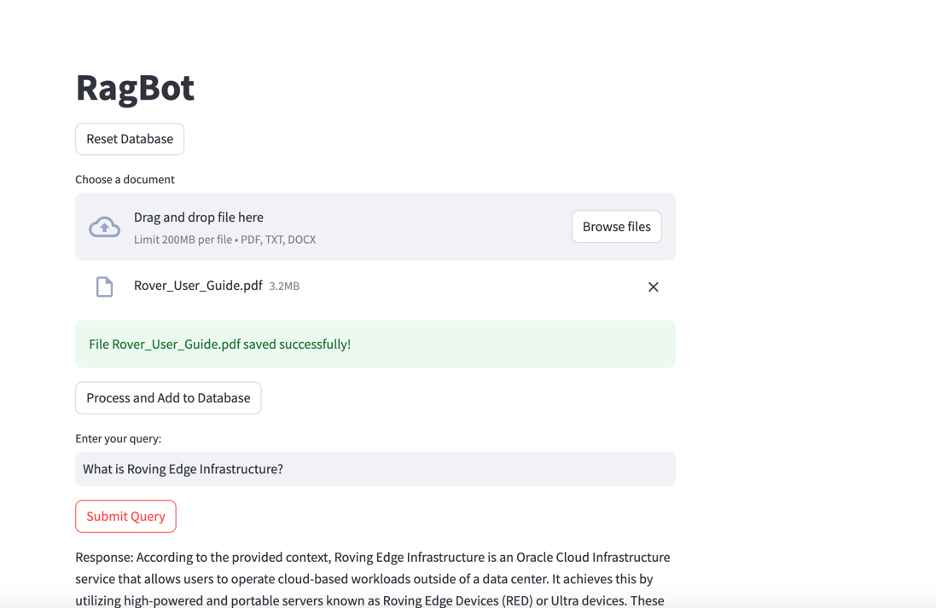 RagBot
Reset Database
Choose a document
Drag and drop file here
Limit 200MB per file • PDF, TXT, DOCX
Browse files
Rover_User_Guide.pdf 3.2MB
File Rover_User_Guide.pdf saved successfully!
Process and Add to Database
Enter your query:
What is Roving Edge Infrastructure?
Submit Query
Response: According to the provided context, Roving Edge Infrastructure is an Oracle Cloud Infrastructure
service that allows users to operate cloud-based workloads outside of a data center. It achieves this by
utilizing high-powered and portable servers known as Roving Edge Devices (RED) or Ultra devices. These